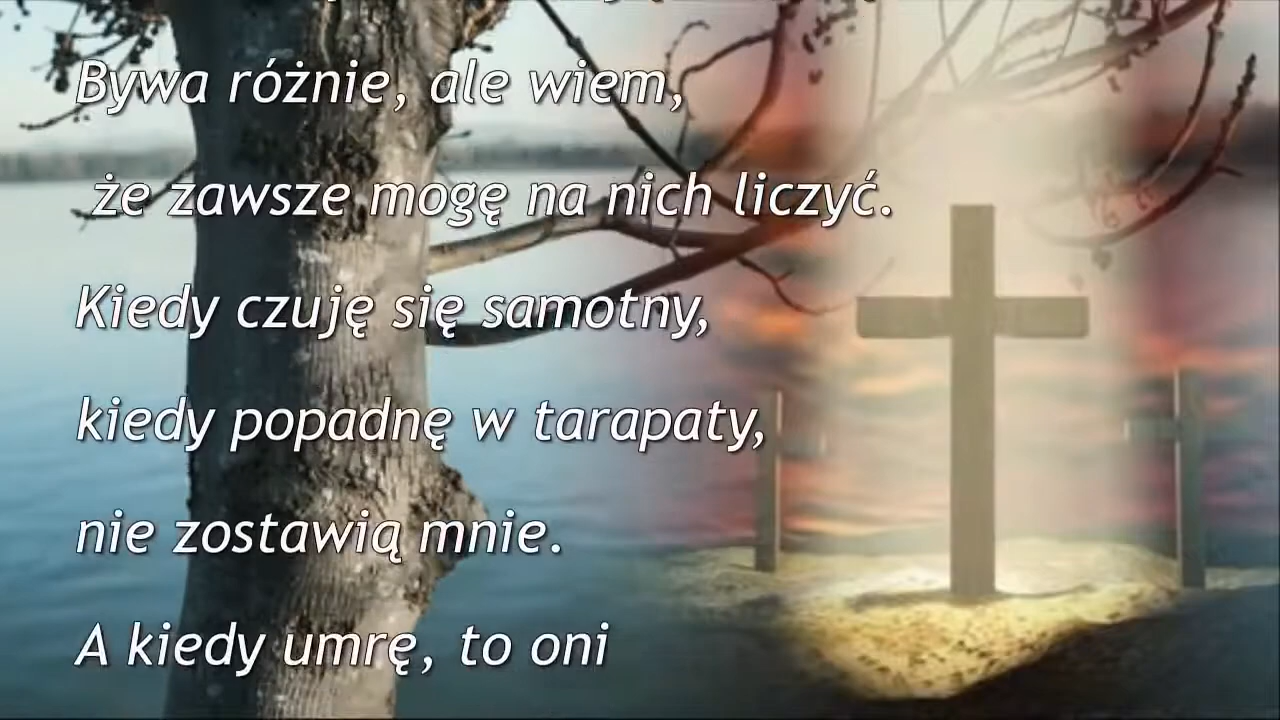 Bywa różnie, ale wiem,
że zawsze mogę na nich liczyć.
Kiedy czuję się samotny,
kiedy popadnę w tarapaty,
nie zostawią mnie.
A kiedy umrę, to oni